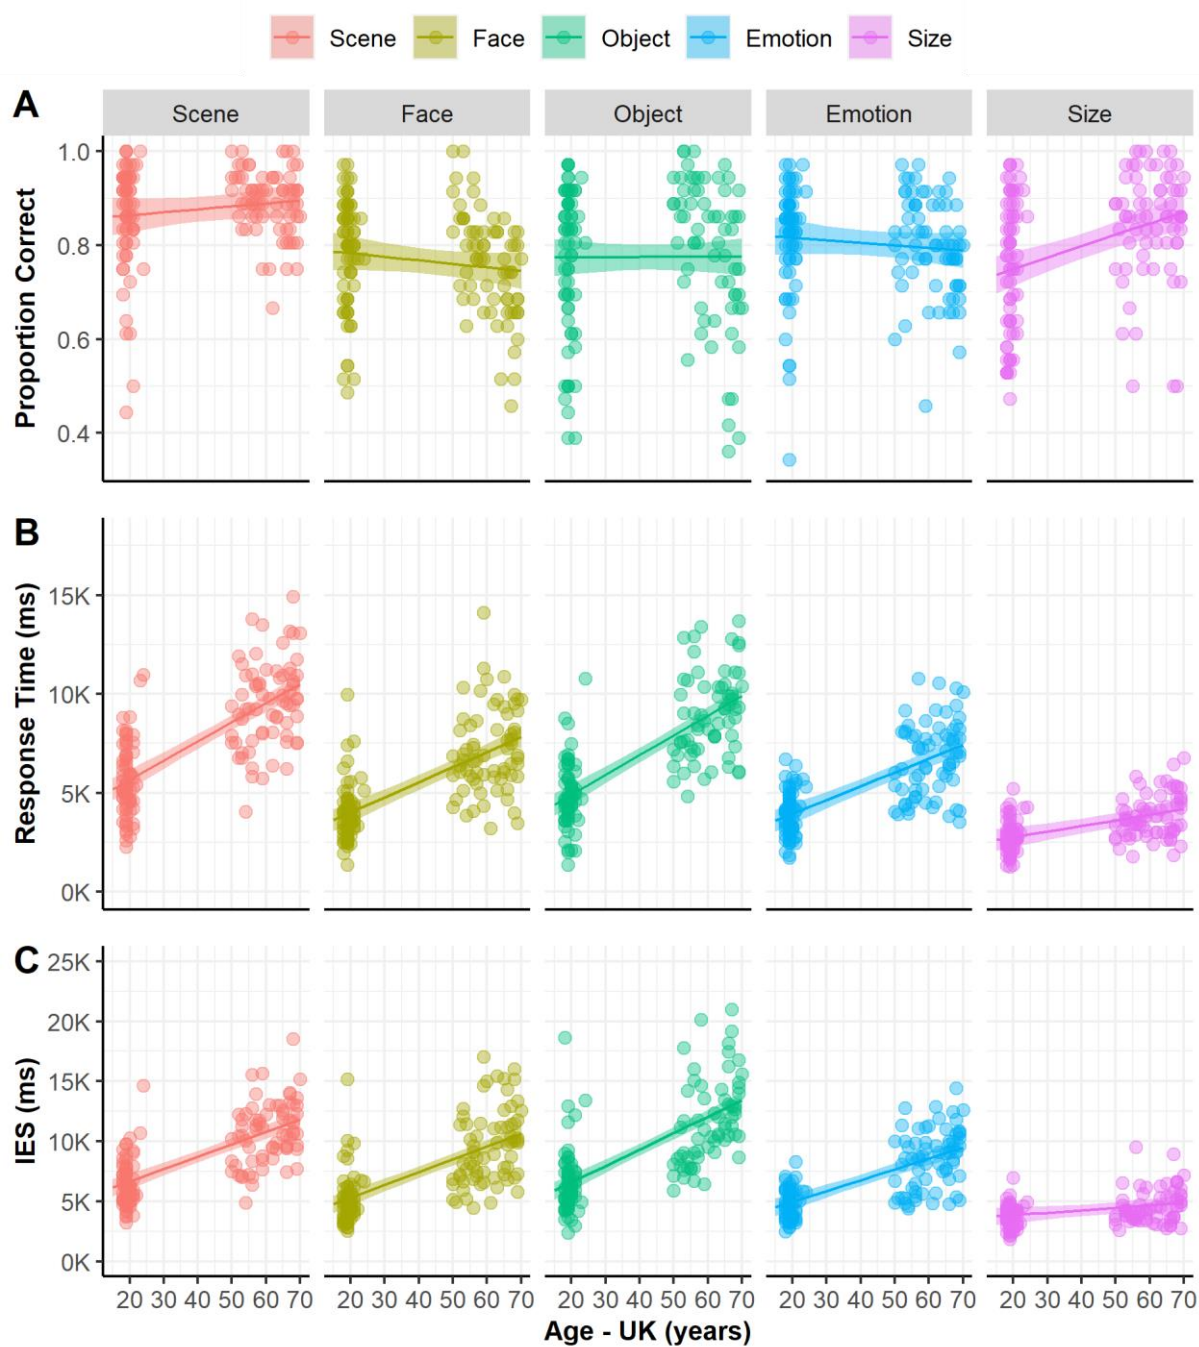 Scene Face Object Emotion Size
A
Scene Face Object Emotion Size
Proportion Correct
1.0
0.8
0.6
0.4
B
Response Time (ms)
15K
10K
5K
0K
C
IES (ms)
25K
20K
15K
10K
5K
0K
20 30 40 50 60 70 20 30 40 50 60 70 20 30 40 50 60 70 20 30 40 50 60 70 20 30 40 50 60 70
Age - UK (years)